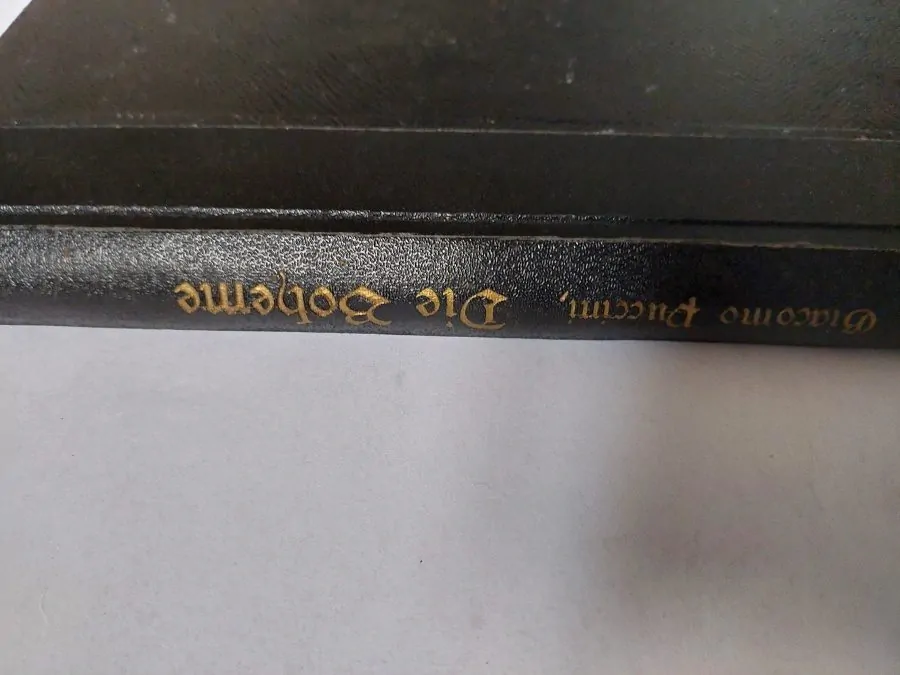 Giacomo Puccini, Die Boheme